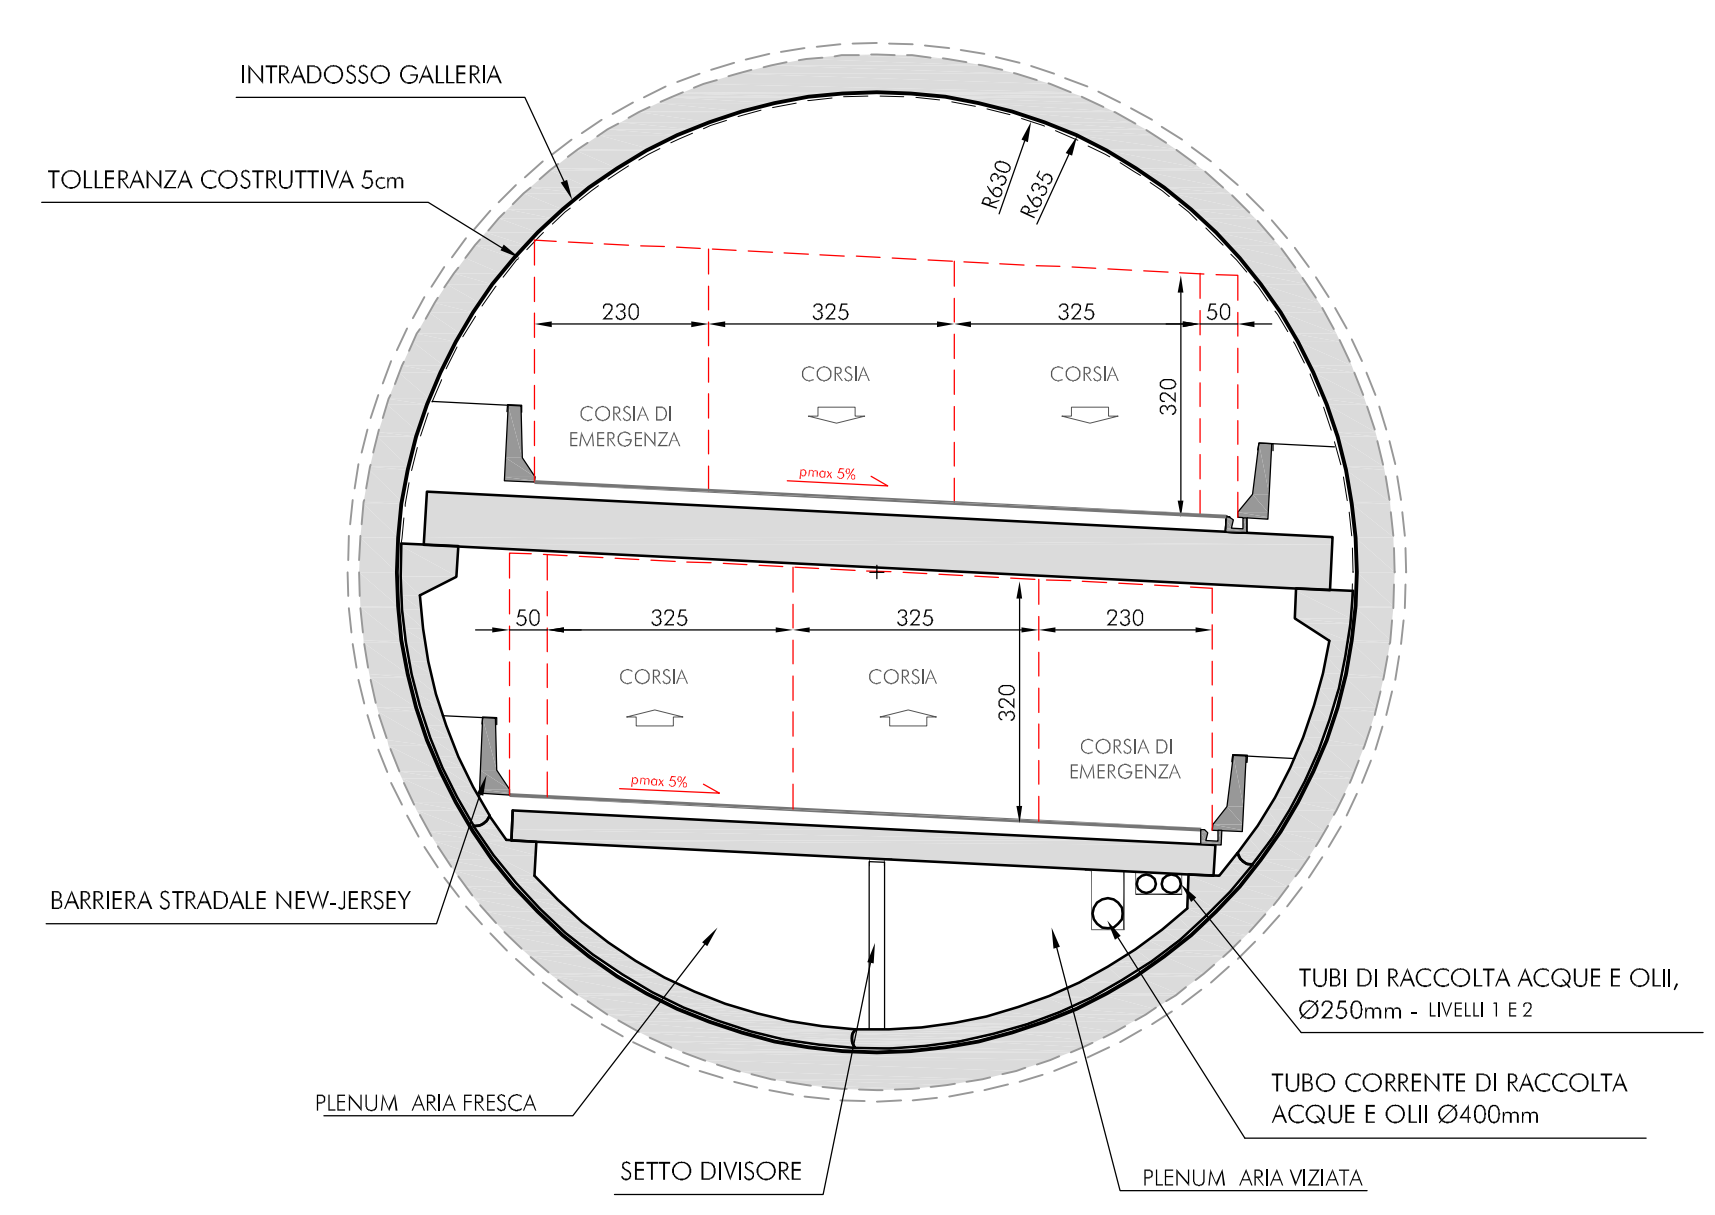 INTRADOSSO GALLERIA
TOLLERANZA COSTRUTTIVA 5cm
R630
R635
230
325
325
50
320
CORSIA
CORSIA
CORSIA DI
EMERGENZA
pmax 5%
50
325
325
230
320
CORSIA
CORSIA
CORSIA DI
EMERGENZA
pmax 5%
BARRIERA STRADALE NEW-JERSEY
TUBI DI RACCOLTA ACQUE E OLII,
Ø250mm - LIVELLI 1 E 2
TUBO CORRENTE DI RACCOLTA
ACQUE E OLII Ø400mm
PLENUM ARIA FRESCA
SETTO DIVISORE
PLENUM ARIA VIZIATA